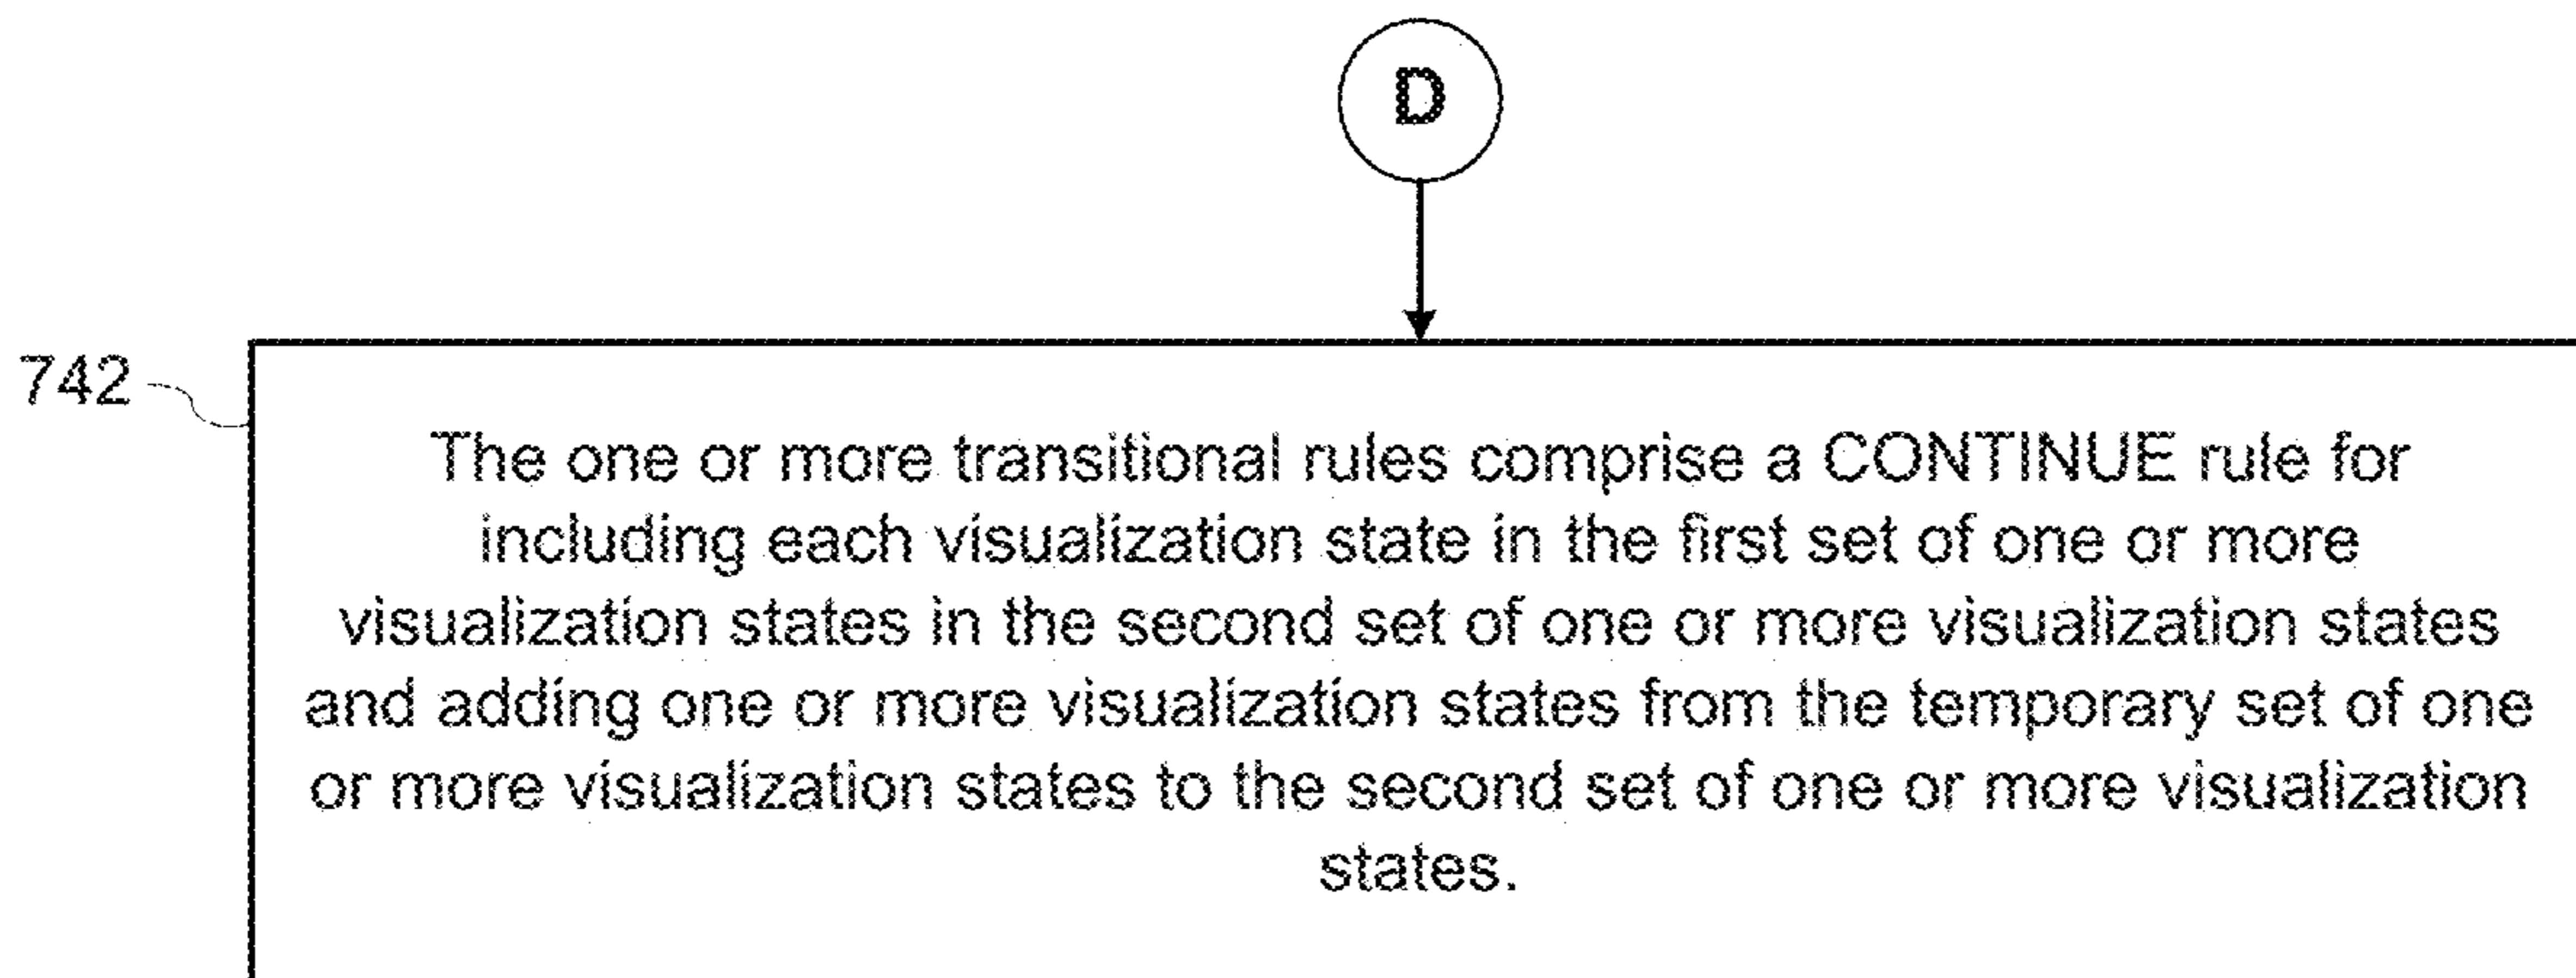 D
742
The one or more transitional rules comprise a CONTINUE rule for
including each visualization state in the first set of one or more
visualization states in the second set of one or more visualization states
and adding one or more visualization states from the temporary set of one
or more visualization states to the second set of one or more visualization
states.